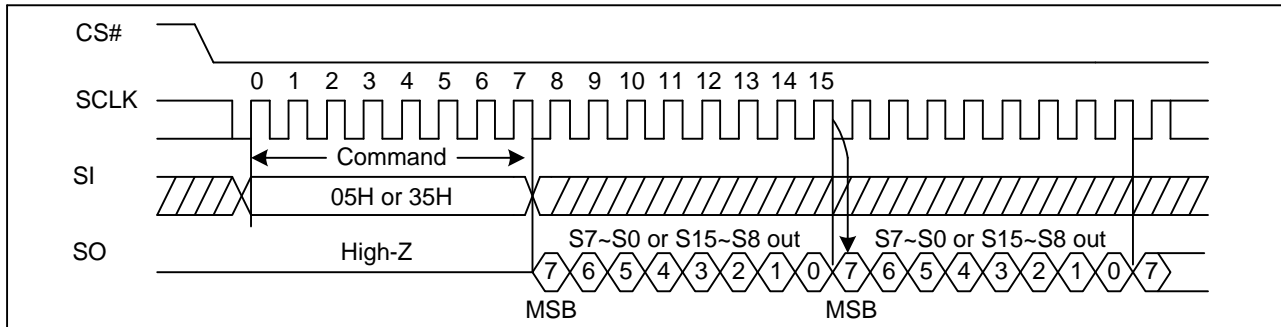 CS#
0 1 2 3 4 5 6 7 8 9 10 11 12 13 14 15
SCLK
Command
SI
05H or 35H
S7~S0 or S15~S8 out S7~S0 or S15~S8 out
SO High-Z
7 6 5 4 3 2 1 0 7 6 5 4 3 2 1 0 7
MSB MSB